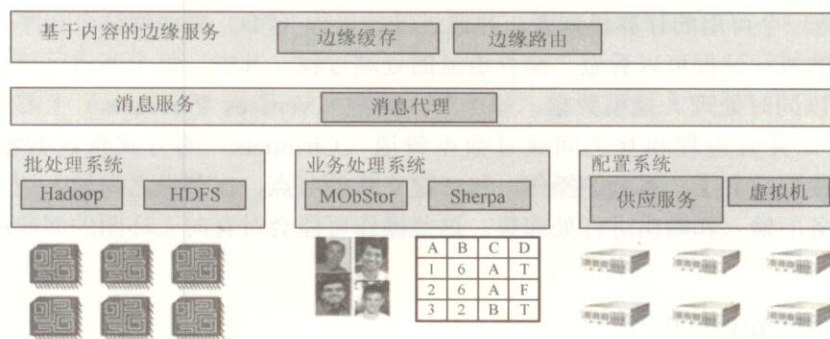 基于内容的边缘服务 边缘缓存 边缘路由
消息服务 消息代理
批处理系统
Hadoop HDFS
业务处理系统
MObStor Sherpa
配置系统
供应服务 虚拟机
A B C D
1 6 A T
2 6 A F
3 2 B T